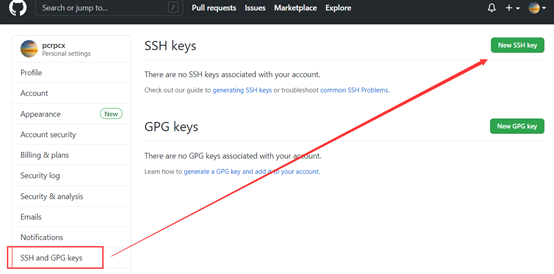 Search or jump to...
/
Pull requests Issues Marketplace Explore
pcrpcx
Personal settings
Profile
Account
Appearance New
Account security
Billing & plans
Security log
Security & analysis
Emails
Notifications
SSH and GPG keys
SSH keys
New SSH key
There are no SSH keys associated with your account.
Check out our guide to generating SSH keys or troubleshoot common SSH Problems.
GPG keys
New GPG key
There are no GPG keys associated with your account.
Learn how to generate a GPG key and add it to your account.